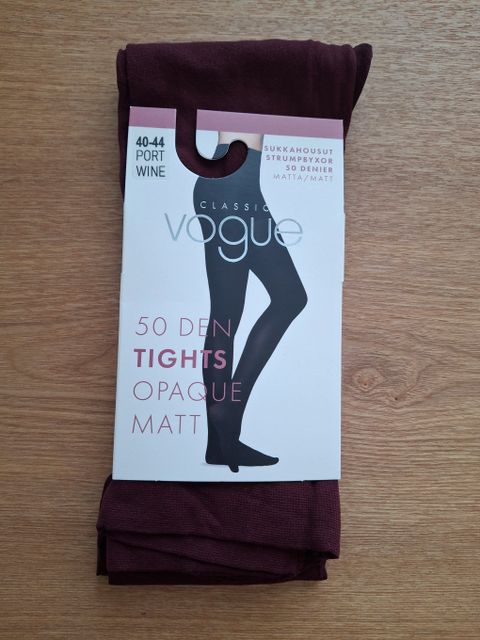 40-44
PORT
WINE
SUKKAHOUSUT
STRUMPBYXOR
50 DENIER
MATTA/MATT
CLASSIC
vogue
50 DEN
TIGHTS
OPAQUE
MATT